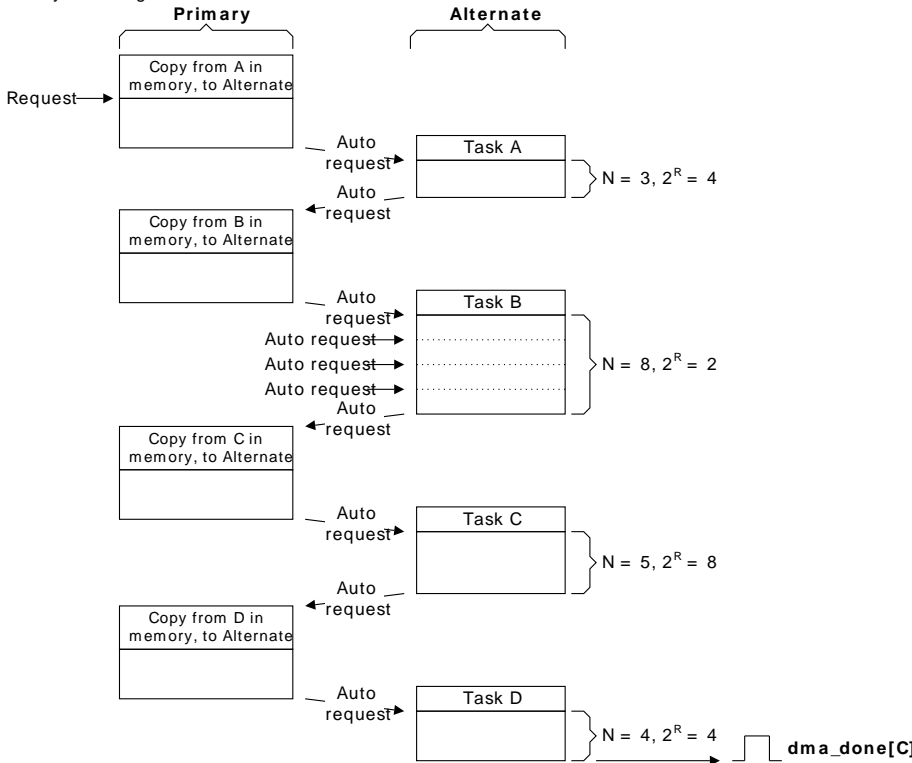 Primary
Alternate
Copy from A in
memory, to Alternate
Request
Auto
request
Task A
N = 3, 2^R = 4
Auto
request
Copy from B in
memory, to Alternate
Auto
request
Task B
Auto request
Auto request
Auto request
N = 8, 2^R = 2
Auto
request
Copy from C in
memory, to Alternate
Auto
request
Task C
N = 5, 2^R = 8
Auto
request
Copy from D in
memory, to Alternate
Auto
request
Task D
N = 4, 2^R = 4
dma_done[C]